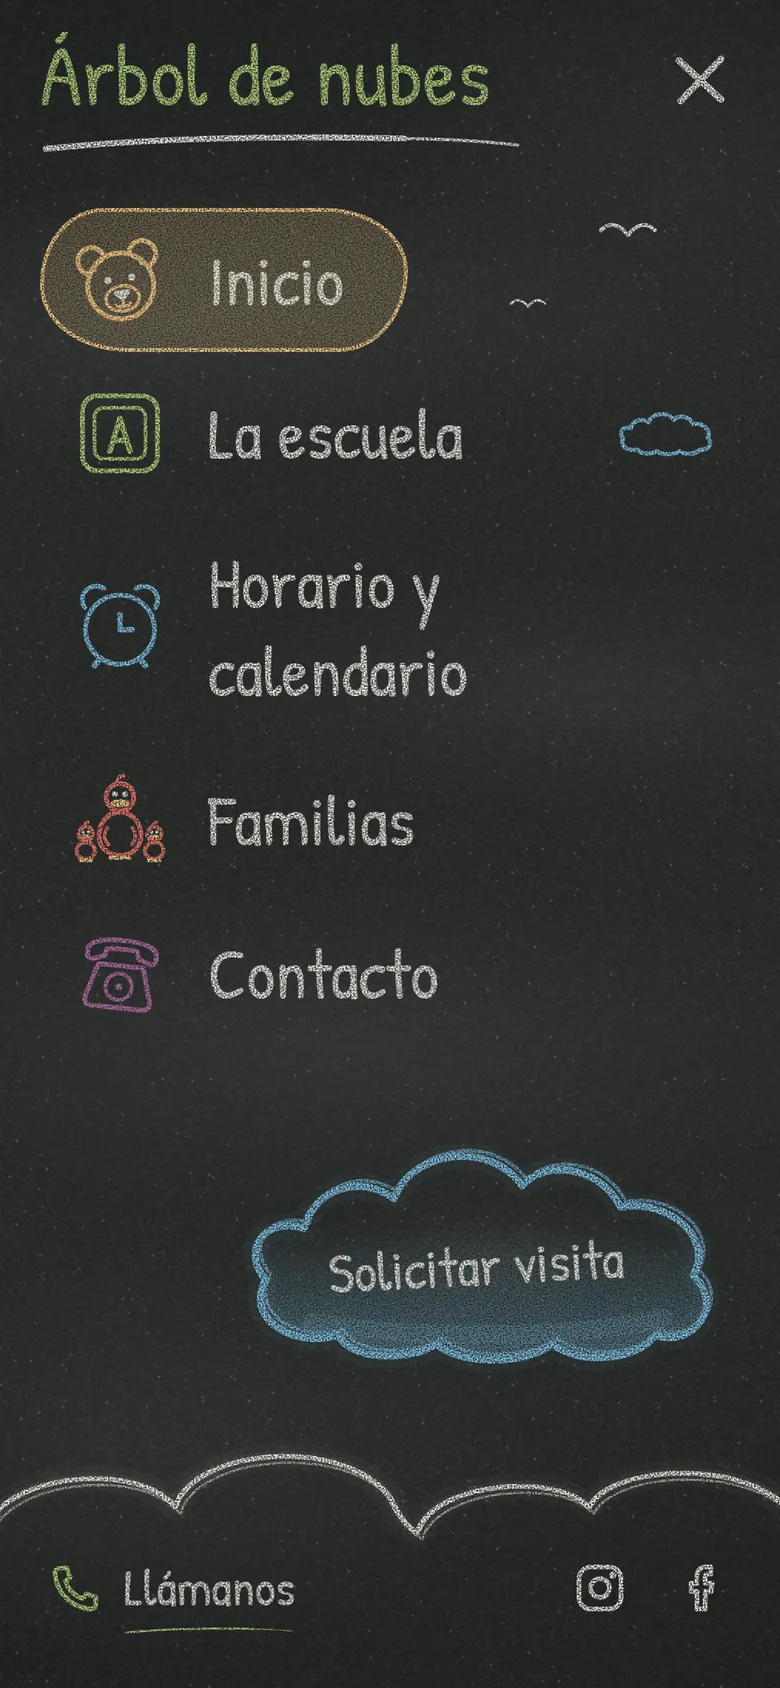 Árbol de nubes
Inicio
A
La escuela
Horario y
calendario
Familias
Contacto
Solicitar visita
Llámanos